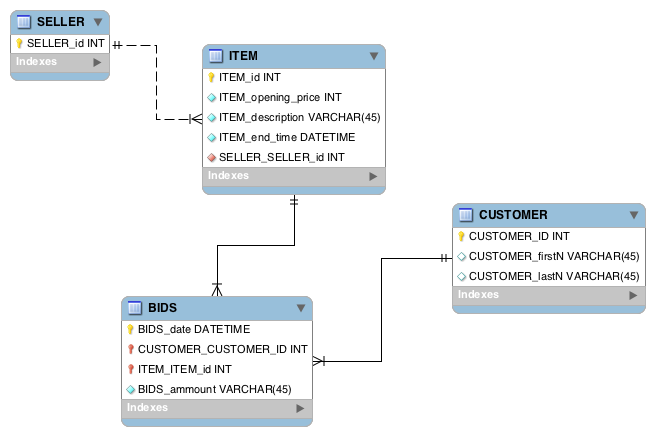 SELLER
SELLER_id INT
Indexes
ITEM
ITEM_id INT
ITEM_opening_price INT
ITEM_description VARCHAR(45)
ITEM_end_time DATETIME
SELLER_SELLER_id INT
Indexes
CUSTOMER
CUSTOMER_ID INT
CUSTOMER_firstN VARCHAR(45)
CUSTOMER_lastN VARCHAR(45)
Indexes
BIDS
BIDS_date DATETIME
CUSTOMER_CUSTOMER_ID INT
ITEM_ITEM_id INT
BIDS_ammount VARCHAR(45)
Indexes